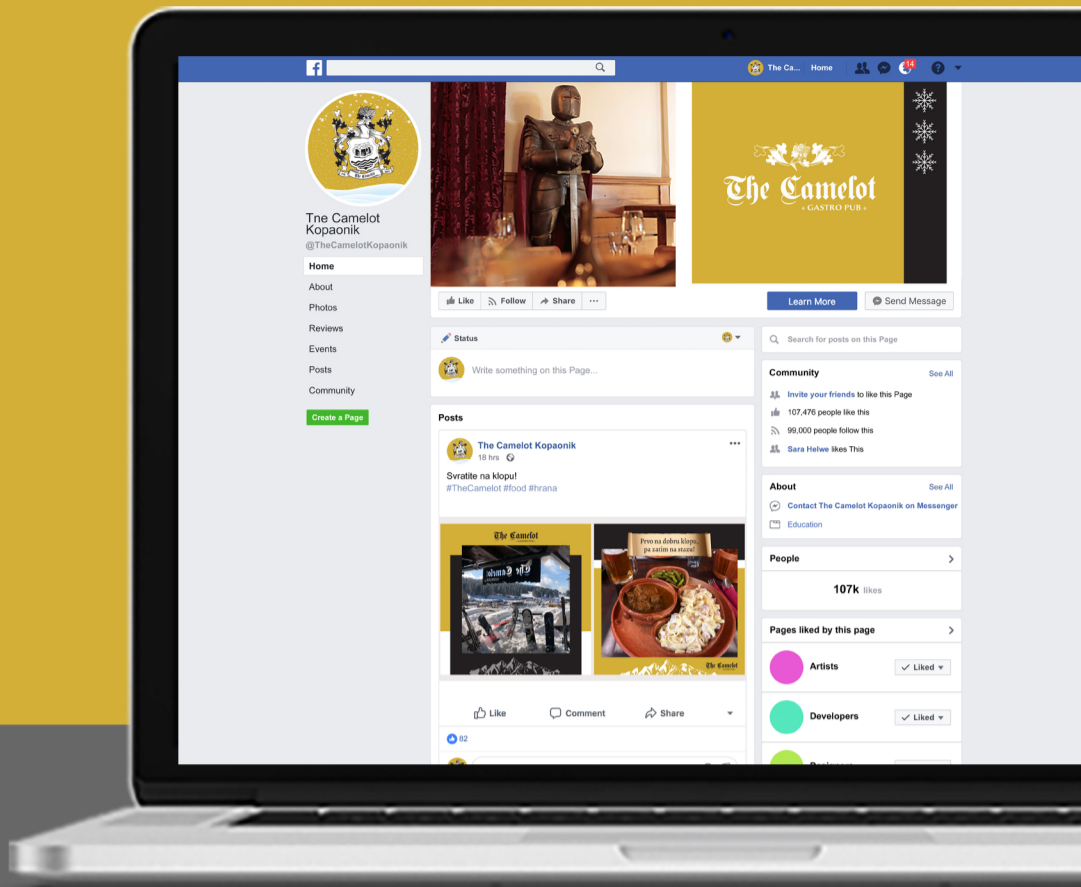 The Ca...
Home
14
?
Tne Camelot
Kopaonik
@TheCamelotKopaonik
Home
About
Photos
Reviews
Events
Posts
Community
Create a Page
The Camelot
GASTRO PUB
Like
Follow
Share
Learn More
Send Message
Status
Write something on this Page...
Posts
The Camelot Kopaonik
18 hrs
Svratite na klopu!
#TheCamelot #food #hrana
The Camelot
The Camelot
Prvo na dobru klopu,
pa zatim na stazu!
The Camelot
Like
Comment
Share
82
Search for posts on this Page
Community
See All
Invite your friends to like this Page
107,476 people like this
99,000 people follow this
Sara Helwe likes This
About
See All
Contact The Camelot Kopaonik on Messenger
Education
People
107k likes
Pages liked by this page
Artists
Liked
Developers
Liked